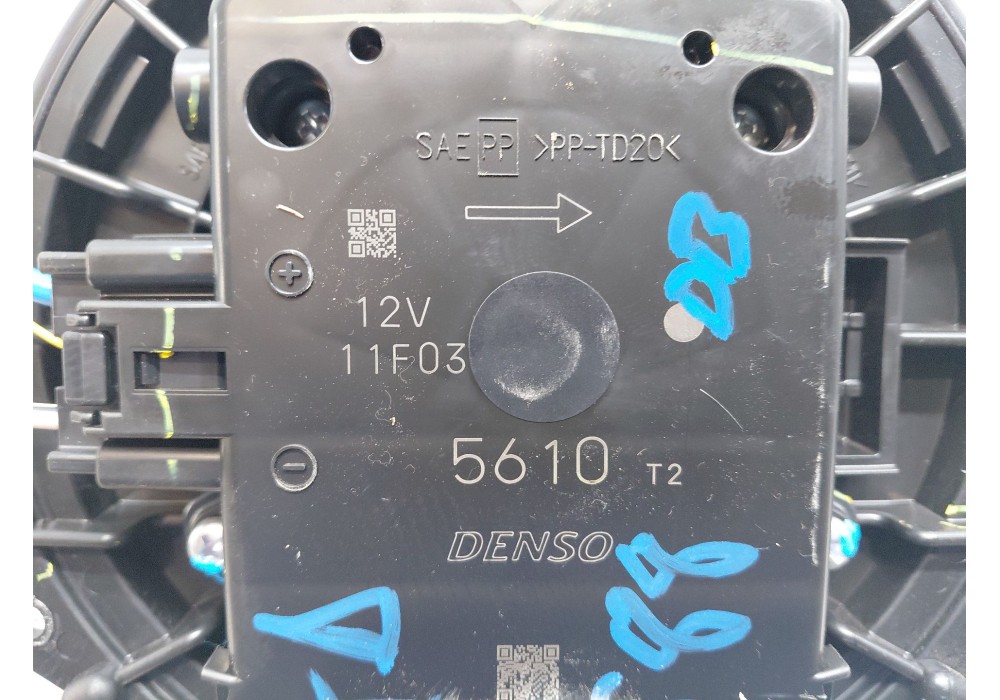 SAE PP >PP-TD20<
+
12V
11F03
5610 T2
−
DENSO